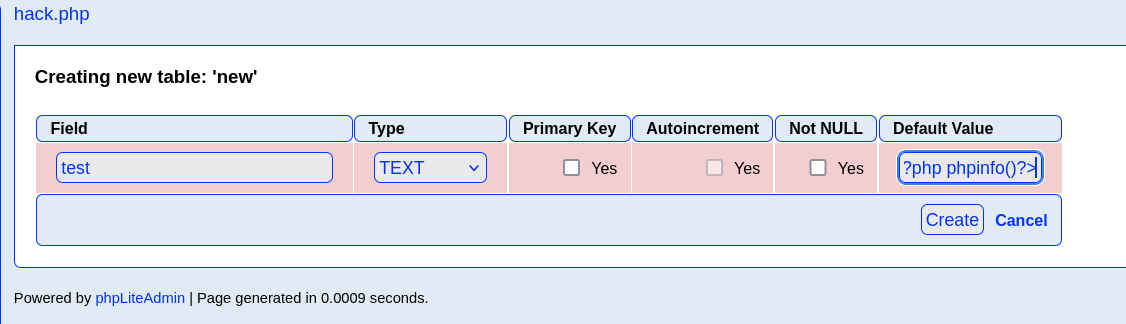 hack.php
Creating new table: 'new'
Field Type Primary Key Autoincrement Not NULL Default Value
test TEXT Yes Yes Yes ?php phpinfo()?>
Create Cancel
Powered by phpLiteAdmin | Page generated in 0.0009 seconds.